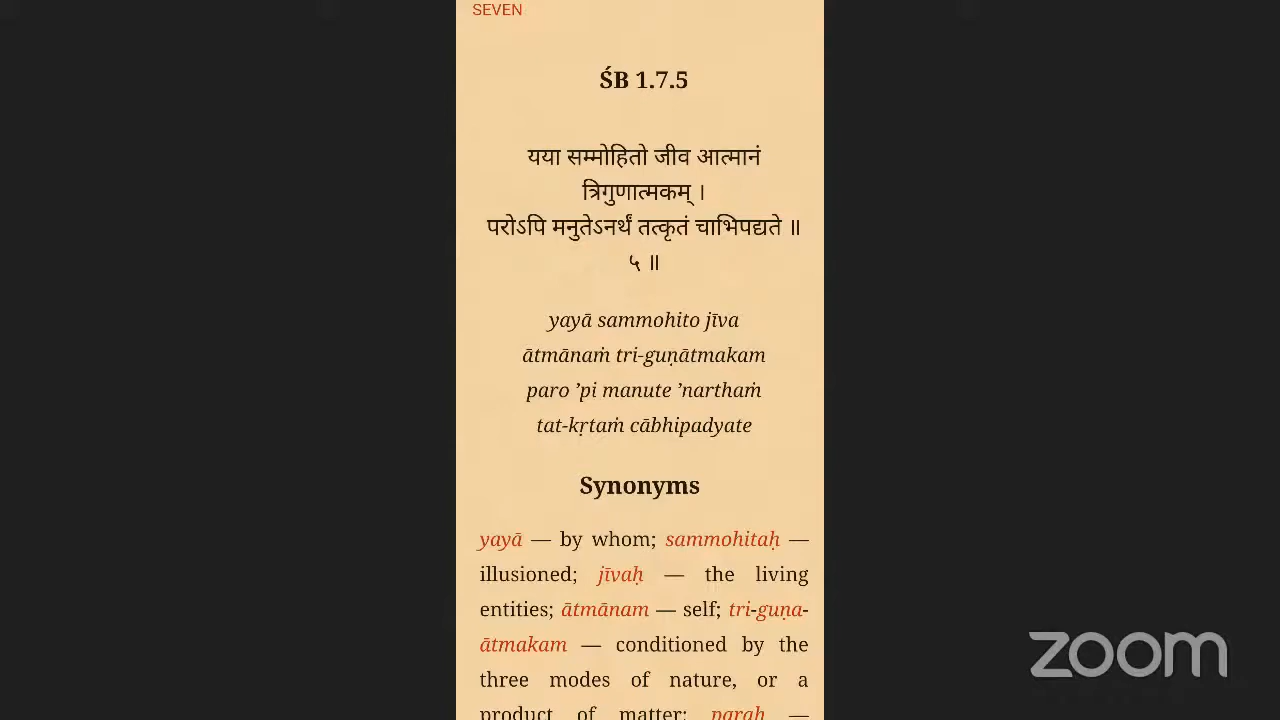 SEVEN
ŚB 1.7.5
यया सम्मोहितो जीव आत्मानं
त्रिगुणात्मकम् ।
परोऽपि मनुतेऽनर्थं तत्कृतं चाभिपद्यते ॥
५ ॥
yayā sammohito jīva
ātmānaṁ tri-guṇātmakam
paro ’pi manute ’narthaṁ
tat-kṛtaṁ cābhipadyate
Synonyms
yayā — by whom; sammohitaḥ —
illusioned; jīvaḥ — the living
entities; ātmānam — self; tri-guṇa-
ātmakam — conditioned by the
three modes of nature, or a
product of matter; paraḥ —
zoom